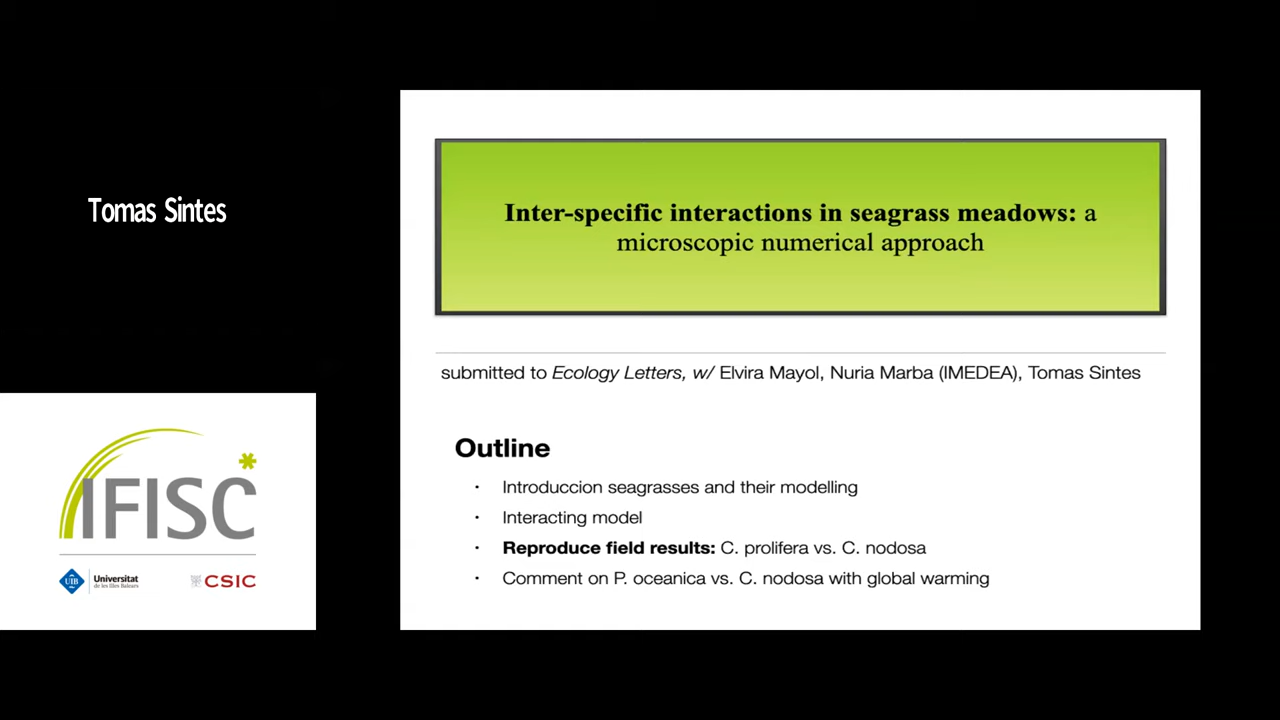 Tomas Sintes
Inter-specific interactions in seagrass meadows: a
microscopic numerical approach
submitted to Ecology Letters, w/ Elvira Mayol, Nuria Marba (IMEDEA), Tomas Sintes
Outline
· Introduccion seagrasses and their modelling
· Interacting model
· Reproduce field results: C. prolifera vs. C. nodosa
· Comment on P. oceanica vs. C. nodosa with global warming
IFISC
UIB
Universitat
de les Illes Balears
CSIC